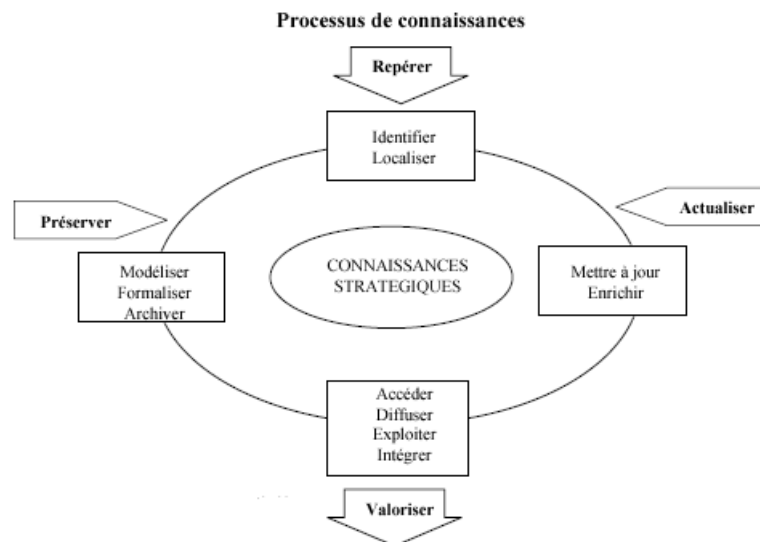 Processus de connaissances
Repérer
Identifier
Localiser
Préserver
Actualiser
Modéliser
Formaliser
Archiver
CONNAISSANCES
STRATEGIQUES
Mettre à jour
Enrichir
Accéder
Diffuser
Exploiter
Intégrer
Valoriser